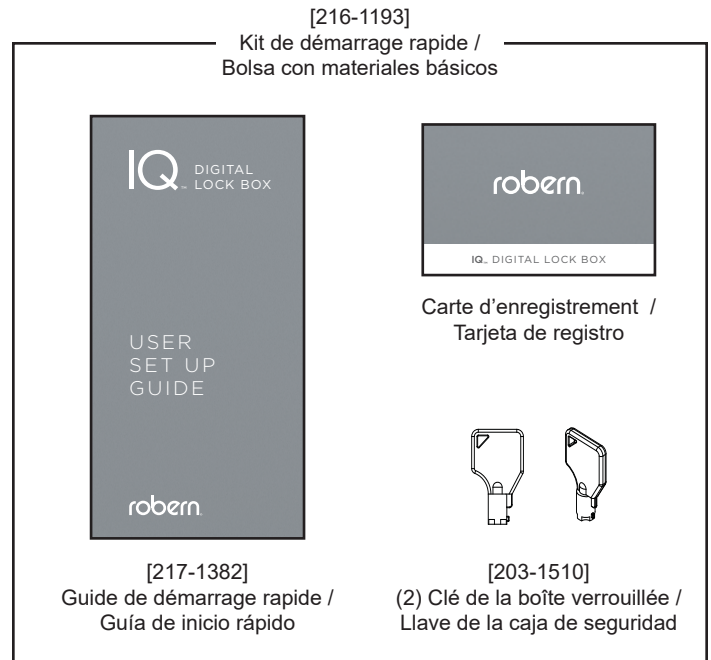 [216-1193]
Kit de démarrage rapide /
Bolsa con materiales básicos
IQ™ DIGITAL
LOCK BOX
USER
SET UP
GUIDE
robern
robern
IQ™ DIGITAL LOCK BOX
Carte d’enregistrement /
Tarjeta de registro
[217-1382]
Guide de démarrage rapide /
Guía de inicio rápido
[203-1510]
(2) Clé de la boîte verrouillée /
Llave de la caja de seguridad